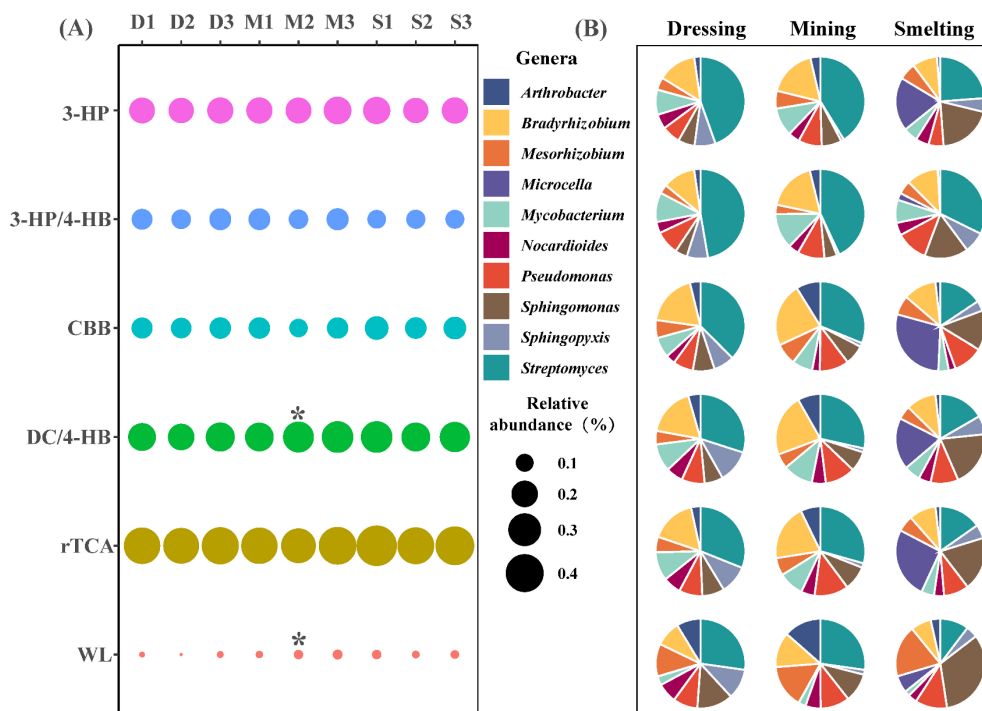 (A)
D1 D2 D3 M1 M2 M3 S1 S2 S3
3-HP
3-HP/4-HB
CBB
DC/4-HB
*
rTCA
WL
*
Genera
Arthrobacter
Bradyrhizobium
Mesorhizobium
Microcella
Mycobacterium
Nocardioides
Pseudomonas
Sphingomonas
Sphingopyxis
Streptomyces
Relative
abundance（%）
0.1
0.2
0.3
0.4
(B)
Dressing Mining Smelting